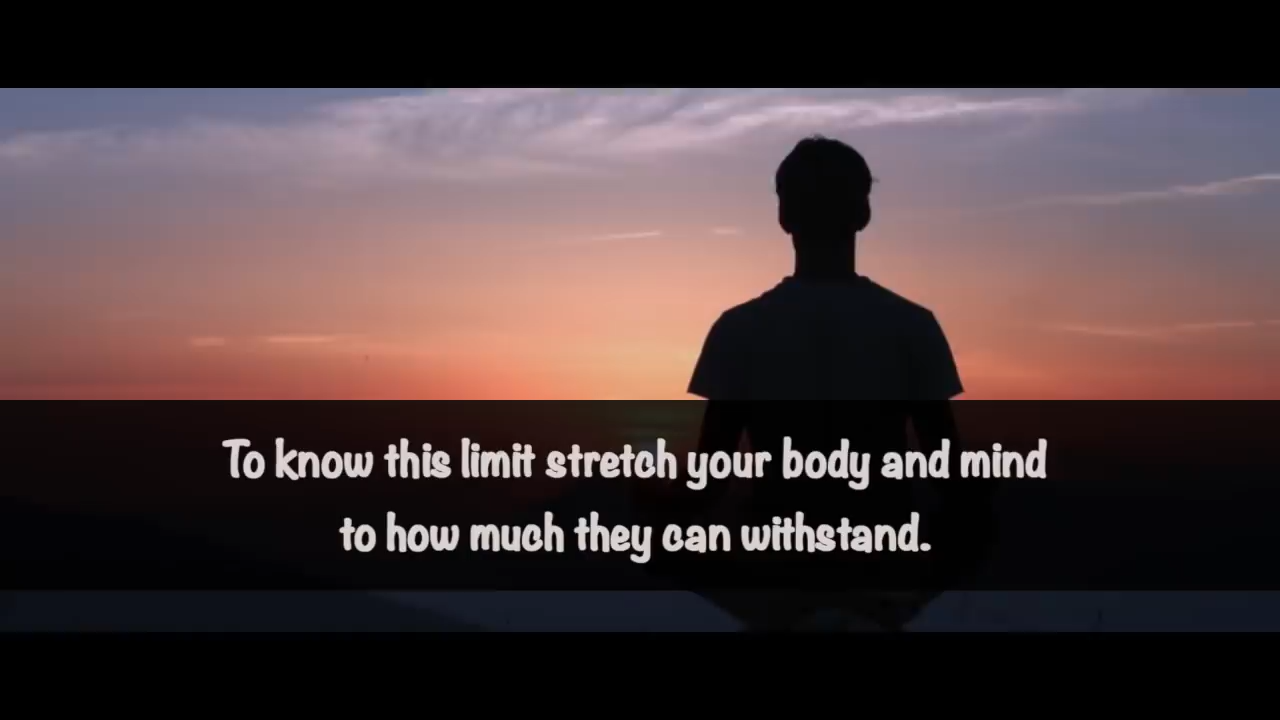 To know this limit stretch your body and mind
to how much they can withstand.